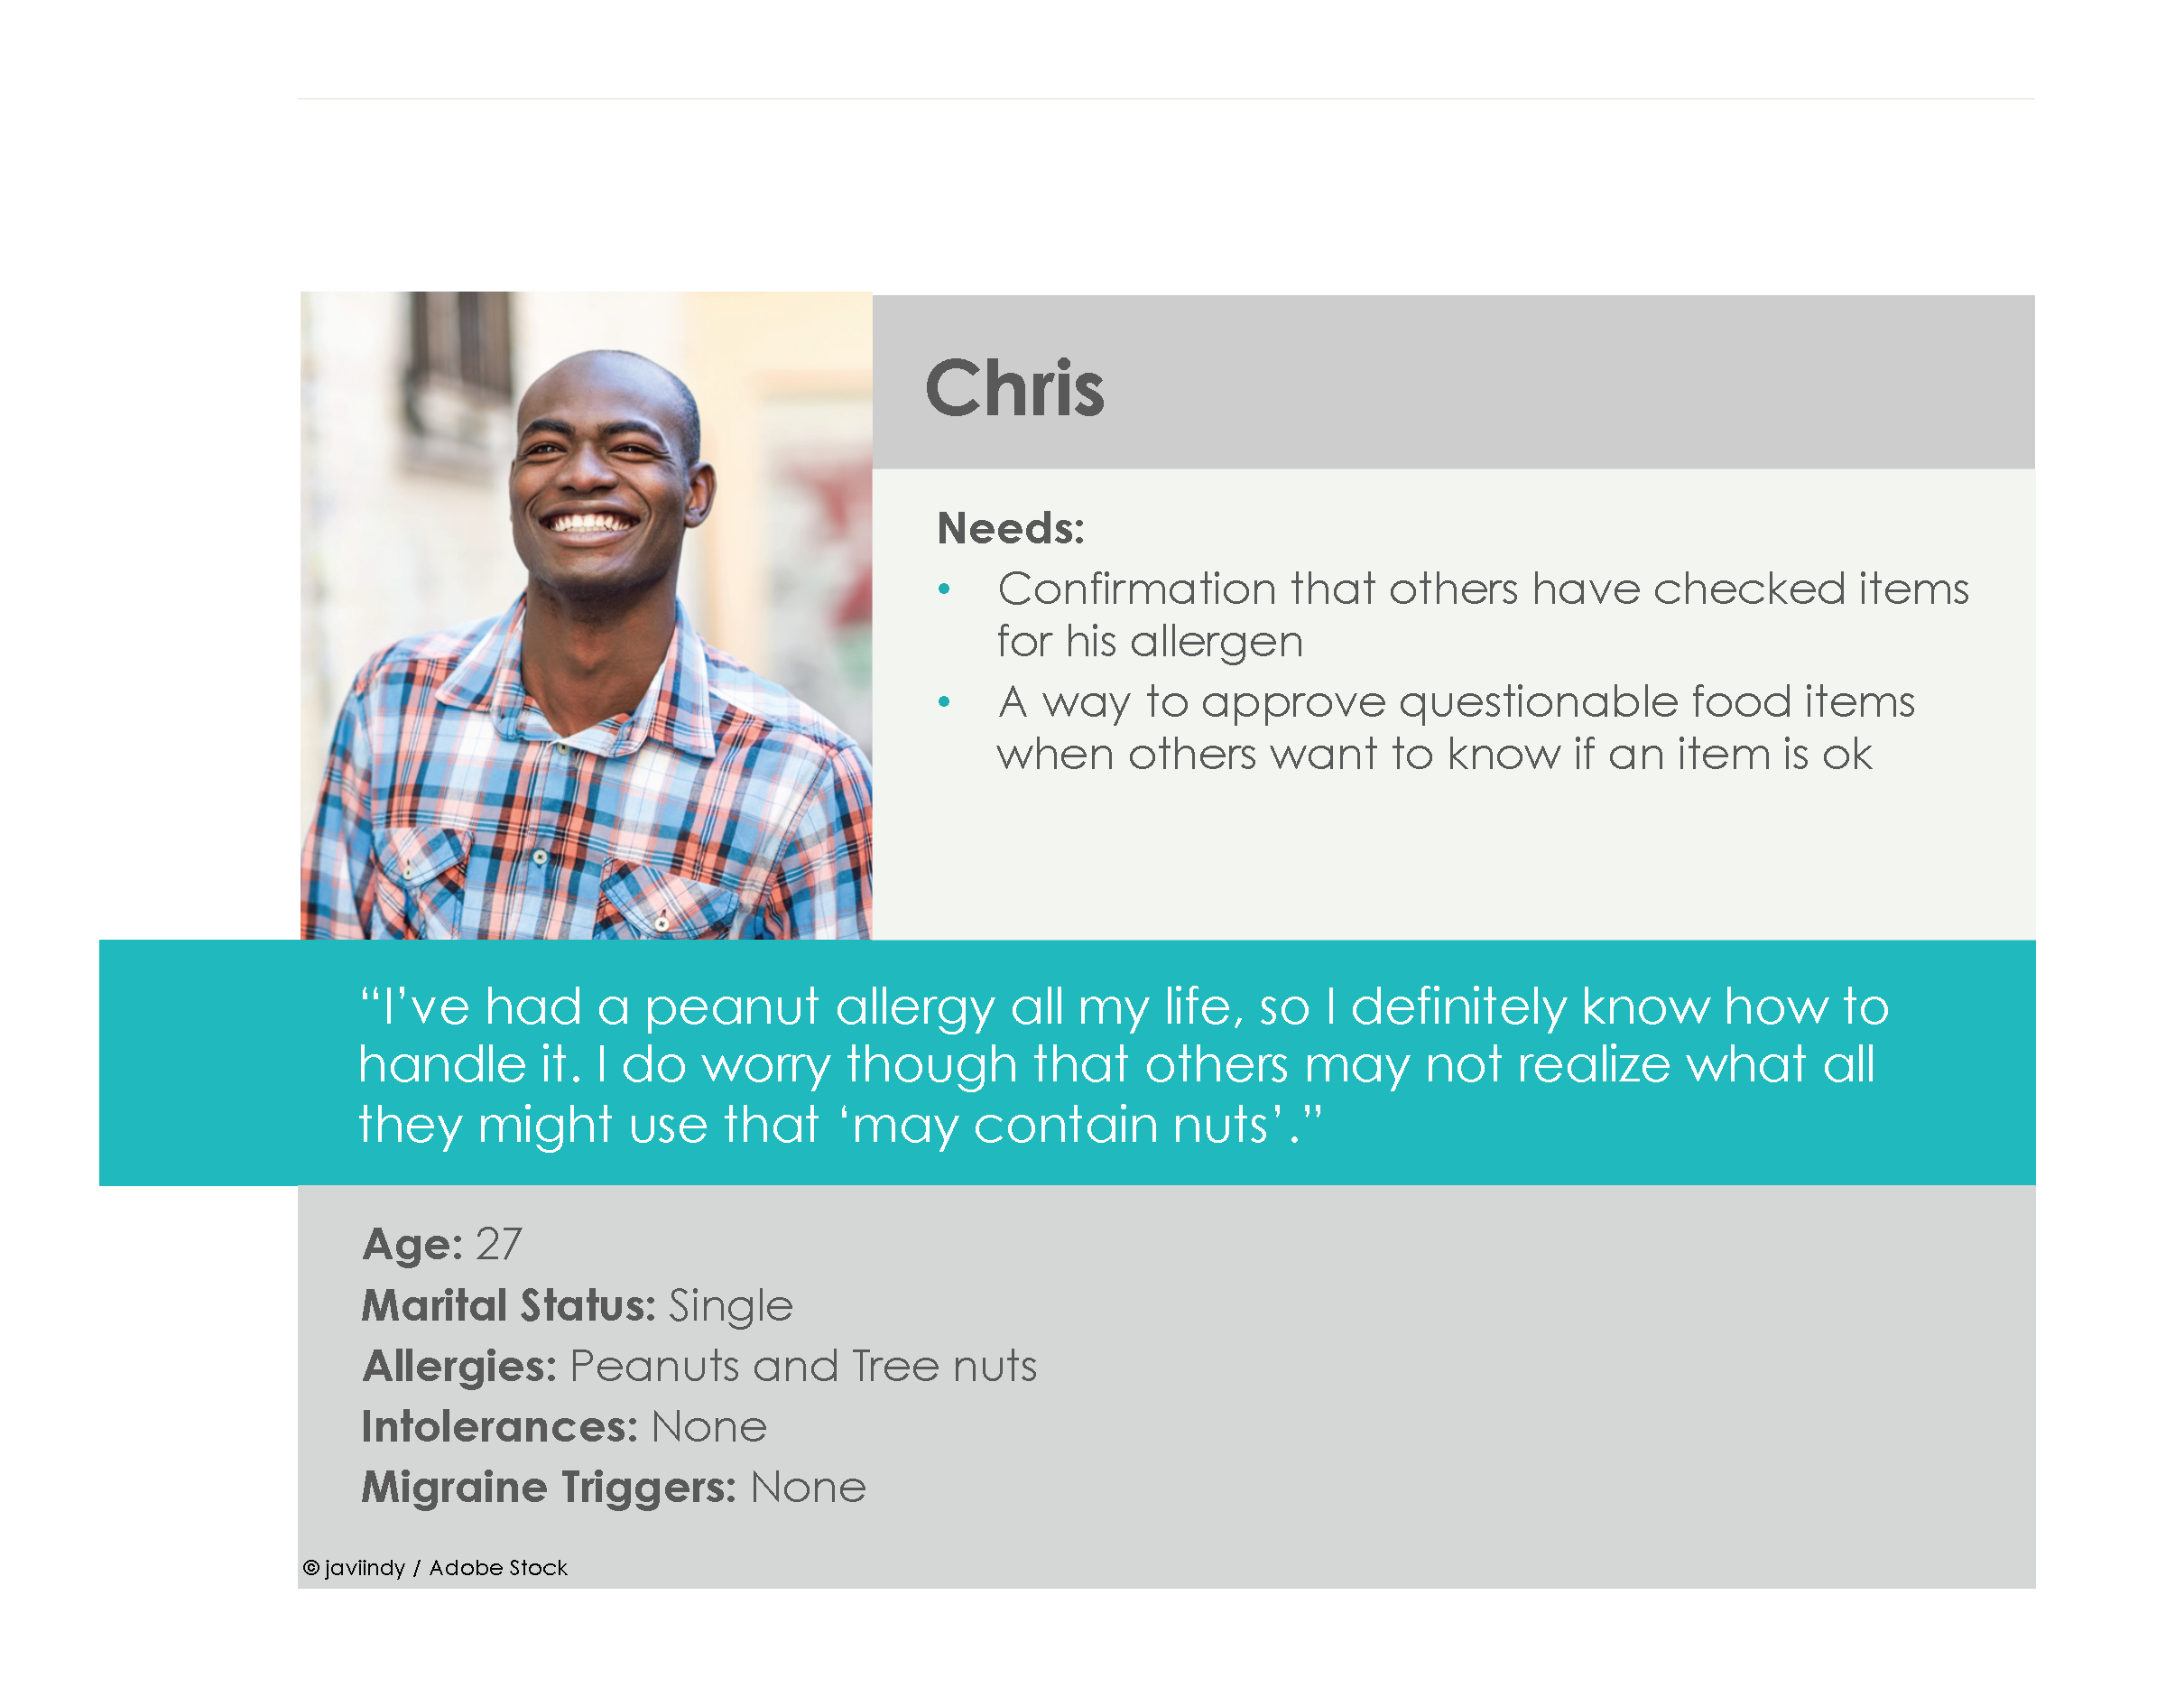 Chris
Needs:
• Confirmation that others have checked items
for his allergen
• A way to approve questionable food items
when others want to know if an item is ok
“I’ve had a peanut allergy all my life, so I definitely know how to
handle it. I do worry though that others may not realize what all
they might use that ‘may contain nuts’.”
Age: 27
Marital Status: Single
Allergies: Peanuts and Tree nuts
Intolerances: None
Migraine Triggers: None
© javiindy / Adobe Stock